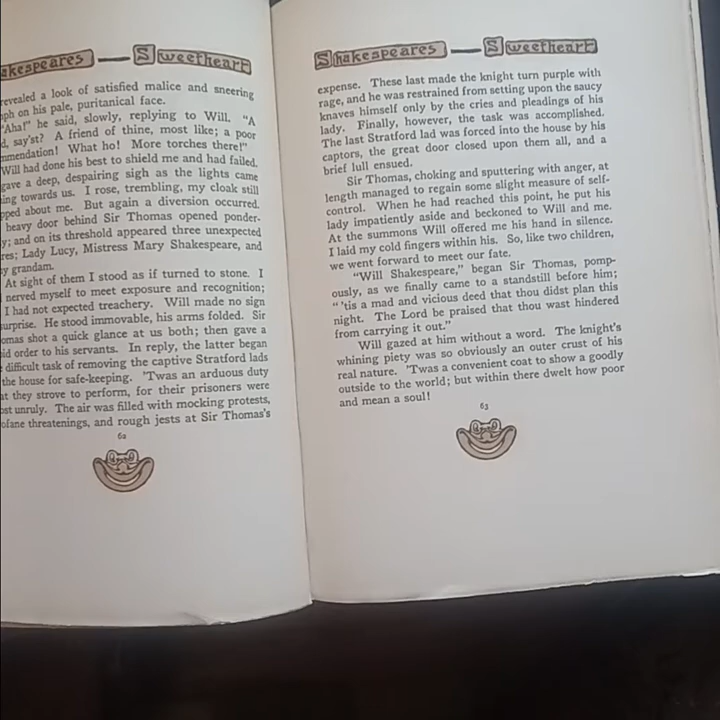 akespeares — Sweetheart
revealed a look of satisfied malice and sneering
ph on his pale, puritanical face.
"Aha!" he said, slowly, replying to Will. "A
d, say'st? A friend of thine, most like; a poor
mmendation! What ho! More torches there!"
Will had done his best to shield me and had failed.
gave a deep, despairing sigh as the lights came
ing towards us. I rose, trembling, my cloak still
pped about me. But again a diversion occurred.
heavy door behind Sir Thomas opened ponder-
y; and on its threshold appeared three unexpected
res; Lady Lucy, Mistress Mary Shakespeare, and
y grandam.
At sight of them I stood as if turned to stone. I
nerved myself to meet exposure and recognition;
I had not expected treachery. Will made no sign
surprise. He stood immovable, his arms folded. Sir
omas shot a quick glance at us both; then gave a
id order to his servants. In reply, the latter began
difficult task of removing the captive Stratford lads
the house for safe-keeping. 'Twas an arduous duty
at they strove to perform, for their prisoners were
ost unruly. The air was filled with mocking protests,
ofane threatenings, and rough jests at Sir Thomas's
62
Shakespeares — Sweetheart
expense. These last made the knight turn purple with
rage, and he was restrained from setting upon the saucy
knaves himself only by the cries and pleadings of his
lady. Finally, however, the task was accomplished.
The last Stratford lad was forced into the house by his
captors, the great door closed upon them all, and a
brief lull ensued.
Sir Thomas, choking and sputtering with anger, at
length managed to regain some slight measure of self-
control. When he had reached this point, he put his
lady impatiently aside and beckoned to Will and me.
At the summons Will offered me his hand in silence.
I laid my cold fingers within his. So, like two children,
we went forward to meet our fate.
"Will Shakespeare," began Sir Thomas, pomp-
ously, as we finally came to a standstill before him;
"'tis a mad and vicious deed that thou didst plan this
night. The Lord be praised that thou wast hindered
from carrying it out."
Will gazed at him without a word. The knight's
whining piety was so obviously an outer crust of his
real nature. 'Twas a convenient coat to show a goodly
outside to the world; but within there dwelt how poor
and mean a soul!
63